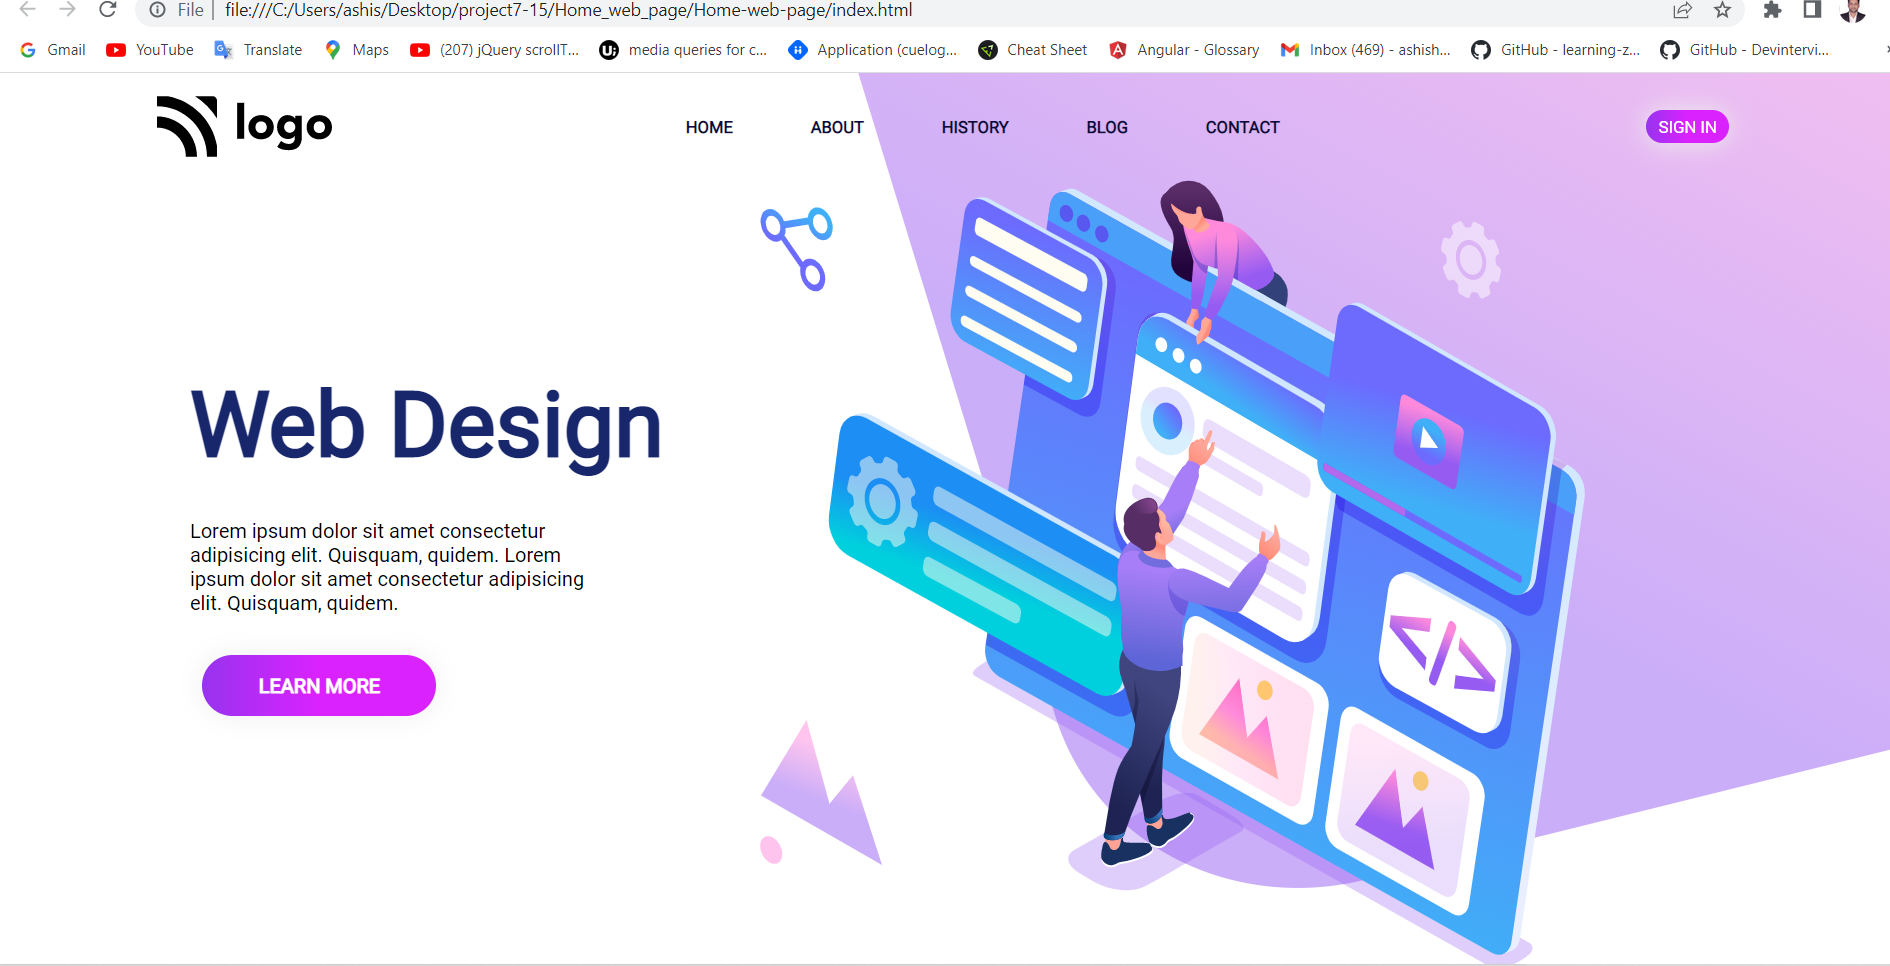 File | file:///C:/Users/ashis/Desktop/project7-15/Home_web_page/Home-web-page/index.html
Gmail YouTube Translate Maps (207) jQuery scrollT... media queries for c... Application (cuelog... Cheat Sheet Angular - Glossary Inbox (469) - ashish... GitHub - learning-z... GitHub - Devintervi...
logo HOME ABOUT HISTORY BLOG CONTACT SIGN IN
Web Design
Lorem ipsum dolor sit amet consectetur
adipisicing elit. Quisquam, quidem. Lorem
ipsum dolor sit amet consectetur adipisicing
elit. Quisquam, quidem.
LEARN MORE
</>